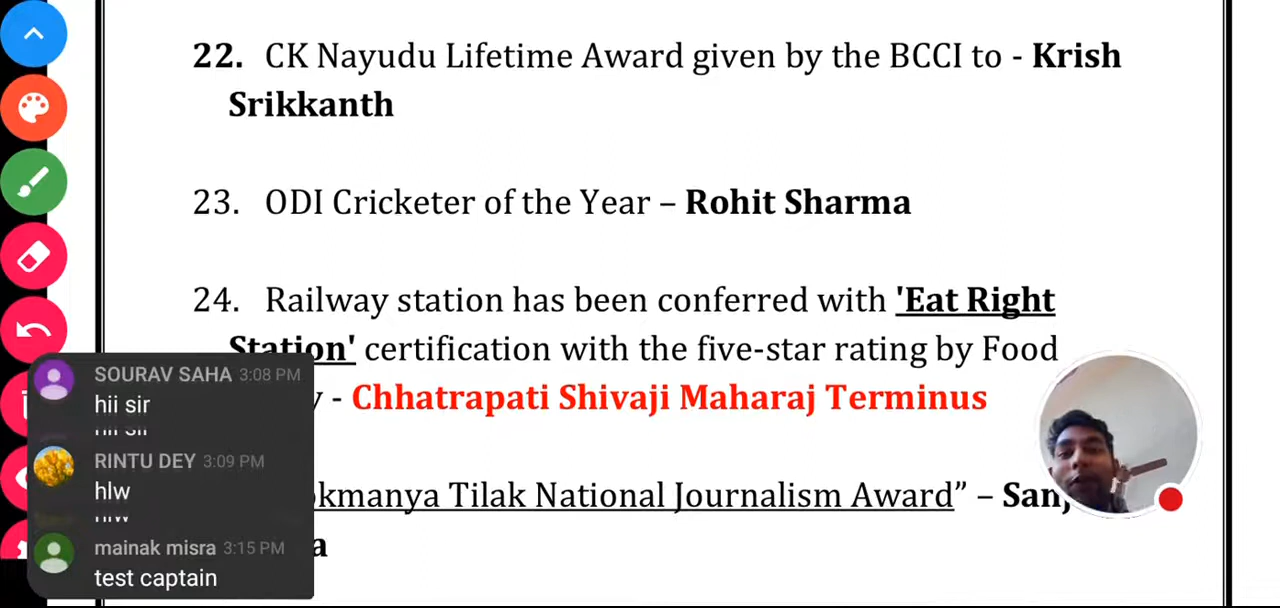 22. CK Nayudu Lifetime Award given by the BCCI to - Krish
Srikkanth
23. ODI Cricketer of the Year – Rohit Sharma
24. Railway station has been conferred with 'Eat Right
Station' certification with the five-star rating by Food
- Chhatrapati Shivaji Maharaj Terminus
Tilak National Journalism Award” –
SOURAV SAHA 3:08 PM
hii sir
RINTU DEY 3:09 PM
hlw
mainak misra 3:15 PM
test captain